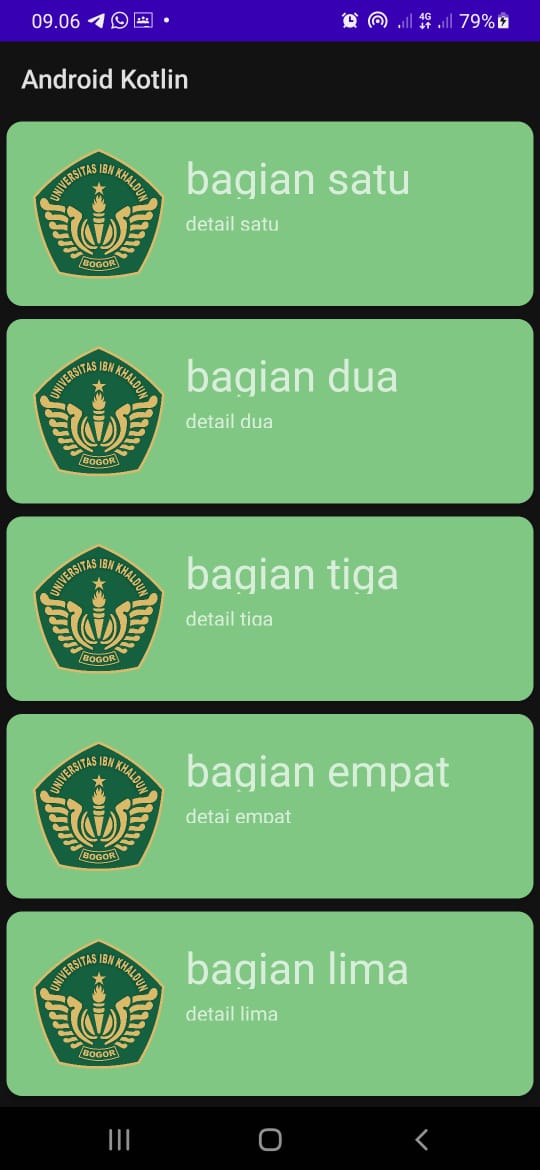 09.06 4G 79%
Android Kotlin
UNIVERSITAS IBN KHALDUN
BOGOR
bagian satu
detail satu
UNIVERSITAS IBN KHALDUN
BOGOR
bagian dua
detail dua
UNIVERSITAS IBN KHALDUN
BOGOR
bagian tiga
detail tiga
UNIVERSITAS IBN KHALDUN
BOGOR
bagian empat
detai empat
UNIVERSITAS IBN KHALDUN
BOGOR
bagian lima
detail lima